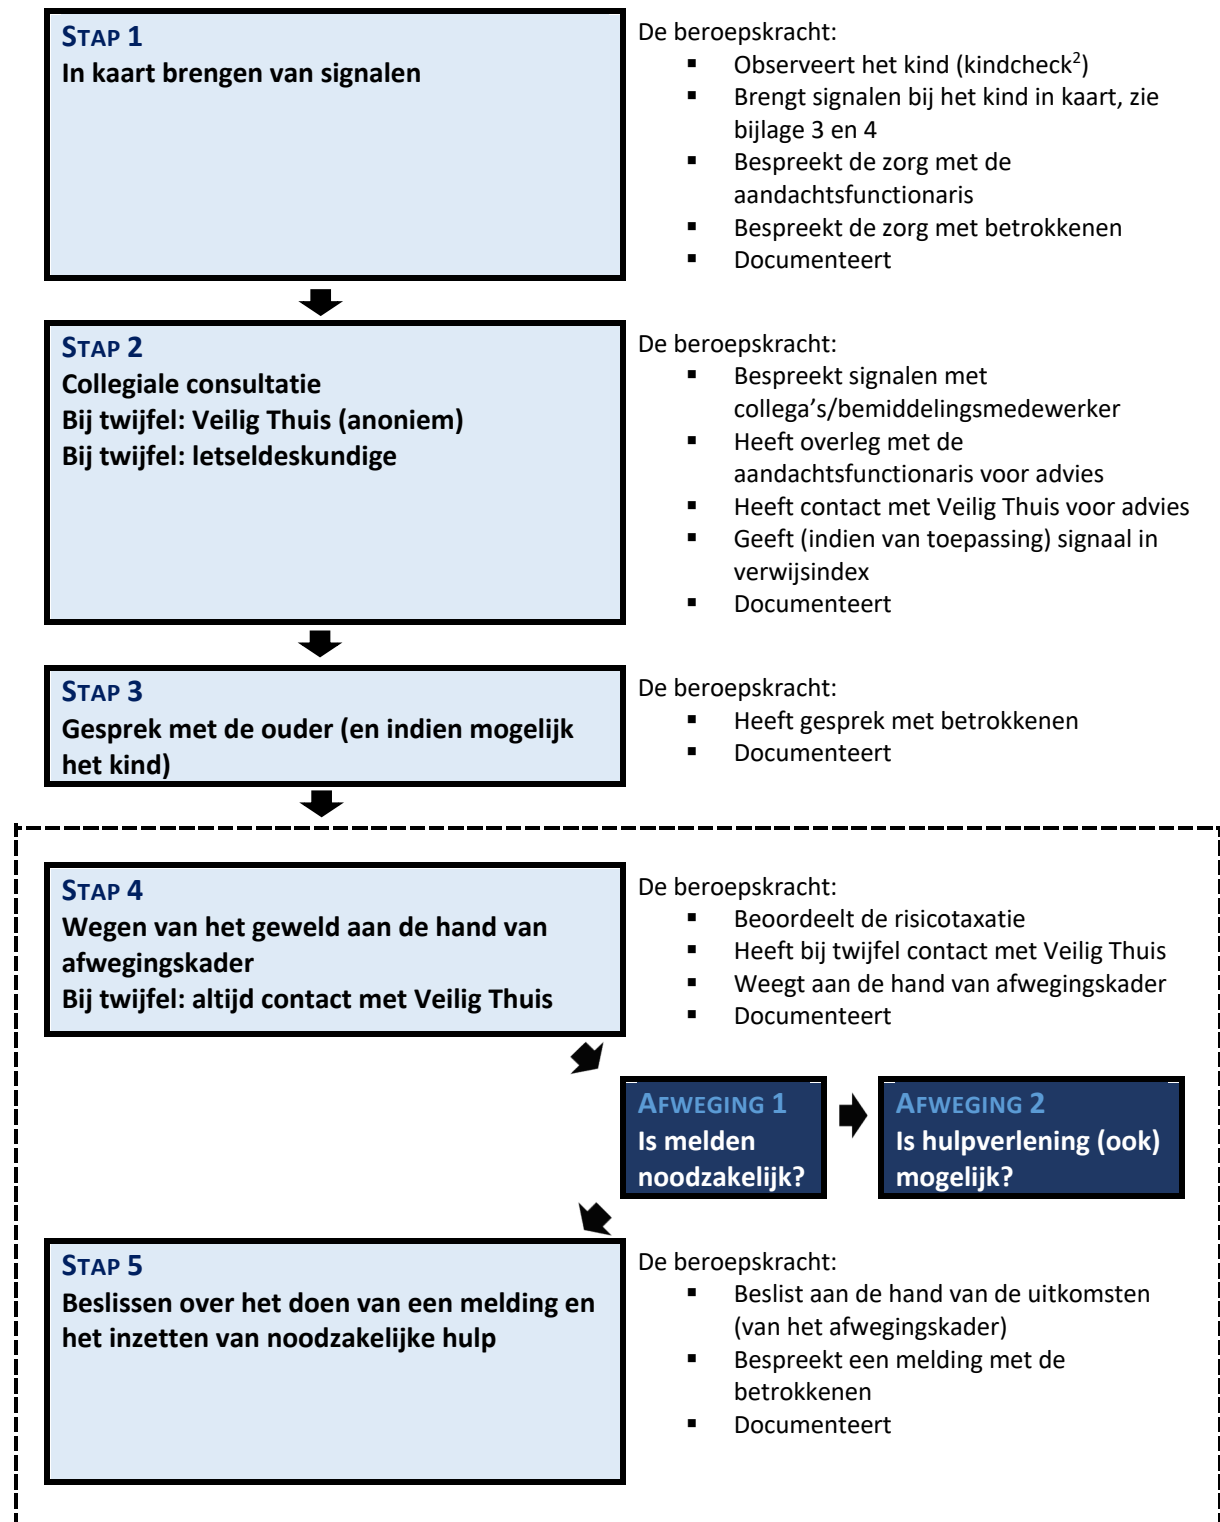 STAP 1
In kaart brengen van signalen
De beroepskracht:
▪ Observeert het kind (kindcheck²)
▪ Brengt signalen bij het kind in kaart, zie
bijlage 3 en 4
▪ Bespreekt de zorg met de
aandachtsfunctionaris
▪ Bespreekt de zorg met betrokkenen
▪ Documenteert
STAP 2
Collegiale consultatie
Bij twijfel: Veilig Thuis (anoniem)
Bij twijfel: letseldeskundige
De beroepskracht:
▪ Bespreekt signalen met
collega's/bemiddelingsmedewerker
▪ Heeft overleg met de
aandachtsfunctionaris voor advies
▪ Heeft contact met Veilig Thuis voor advies
▪ Geeft (indien van toepassing) signaal in
verwijsindex
▪ Documenteert
STAP 3
Gesprek met de ouder (en indien mogelijk
het kind)
De beroepskracht:
▪ Heeft gesprek met betrokkenen
▪ Documenteert
STAP 4
Wegen van het geweld aan de hand van
afwegingskader
Bij twijfel: altijd contact met Veilig Thuis
De beroepskracht:
▪ Beoordeelt de risicotaxatie
▪ Heeft bij twijfel contact met Veilig Thuis
▪ Weegt aan de hand van afwegingskader
▪ Documenteert
AFWEGING 1
Is melden
noodzakelijk?
AFWEGING 2
Is hulpverlening (ook)
mogelijk?
STAP 5
Beslissen over het doen van een melding en
het inzetten van noodzakelijke hulp
De beroepskracht:
▪ Beslist aan de hand van de uitkomsten
(van het afwegingskader)
▪ Bespreekt een melding met de
betrokkenen
▪ Documenteert